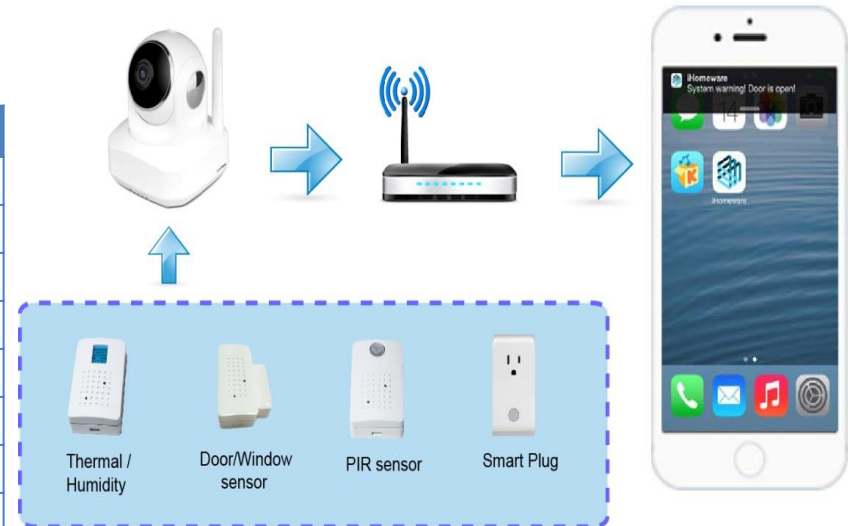 iHomeware
System warning! Door is open!
14
iHomeware
Thermal /
Humidity
Door/Window
sensor
PIR sensor
Smart Plug